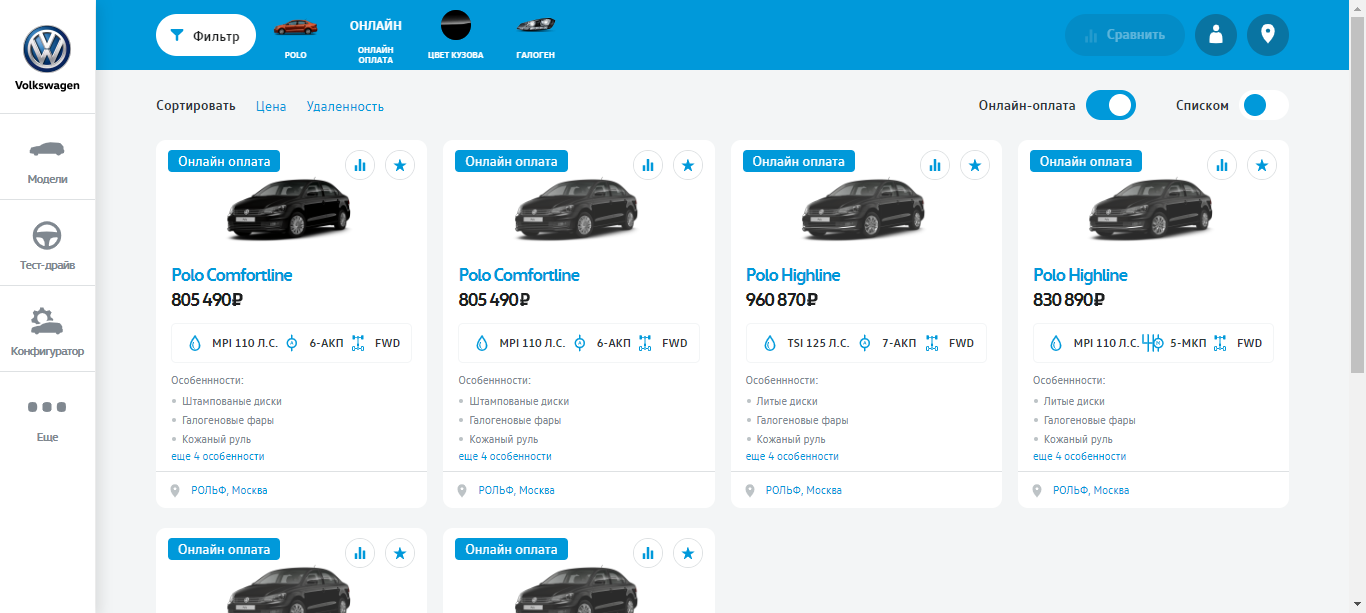 Volkswagen
Модели
Тест-драйв
Конфигуратор
Еще
Фильтр
POLO
ОНЛАЙН
ОНЛАЙН
ОПЛАТА
ЦВЕТ КУЗОВА
ГАЛОГЕН
Сравнить
Сортировать Цена Удаленность
Онлайн-оплата Списком
Онлайн оплата
Polo Comfortline
805 490₽
MPI 110 Л.С. 6-АКП FWD
Особеннности:
Штампованые диски
Галогеновые фары
Кожаный руль
еще 4 особенности
РОЛЬФ, Москва
Онлайн оплата
Polo Comfortline
805 490₽
MPI 110 Л.С. 6-АКП FWD
Особеннности:
Штампованые диски
Галогеновые фары
Кожаный руль
еще 4 особенности
РОЛЬФ, Москва
Онлайн оплата
Polo Highline
960 870₽
TSI 125 Л.С. 7-АКП FWD
Особеннности:
Литые диски
Галогеновые фары
Кожаный руль
еще 4 особенности
РОЛЬФ, Москва
Онлайн оплата
Polo Highline
830 890₽
MPI 110 Л.С. 5-МКП FWD
Особеннности:
Литые диски
Галогеновые фары
Кожаный руль
еще 4 особенности
РОЛЬФ, Москва
Онлайн оплата
Онлайн оплата